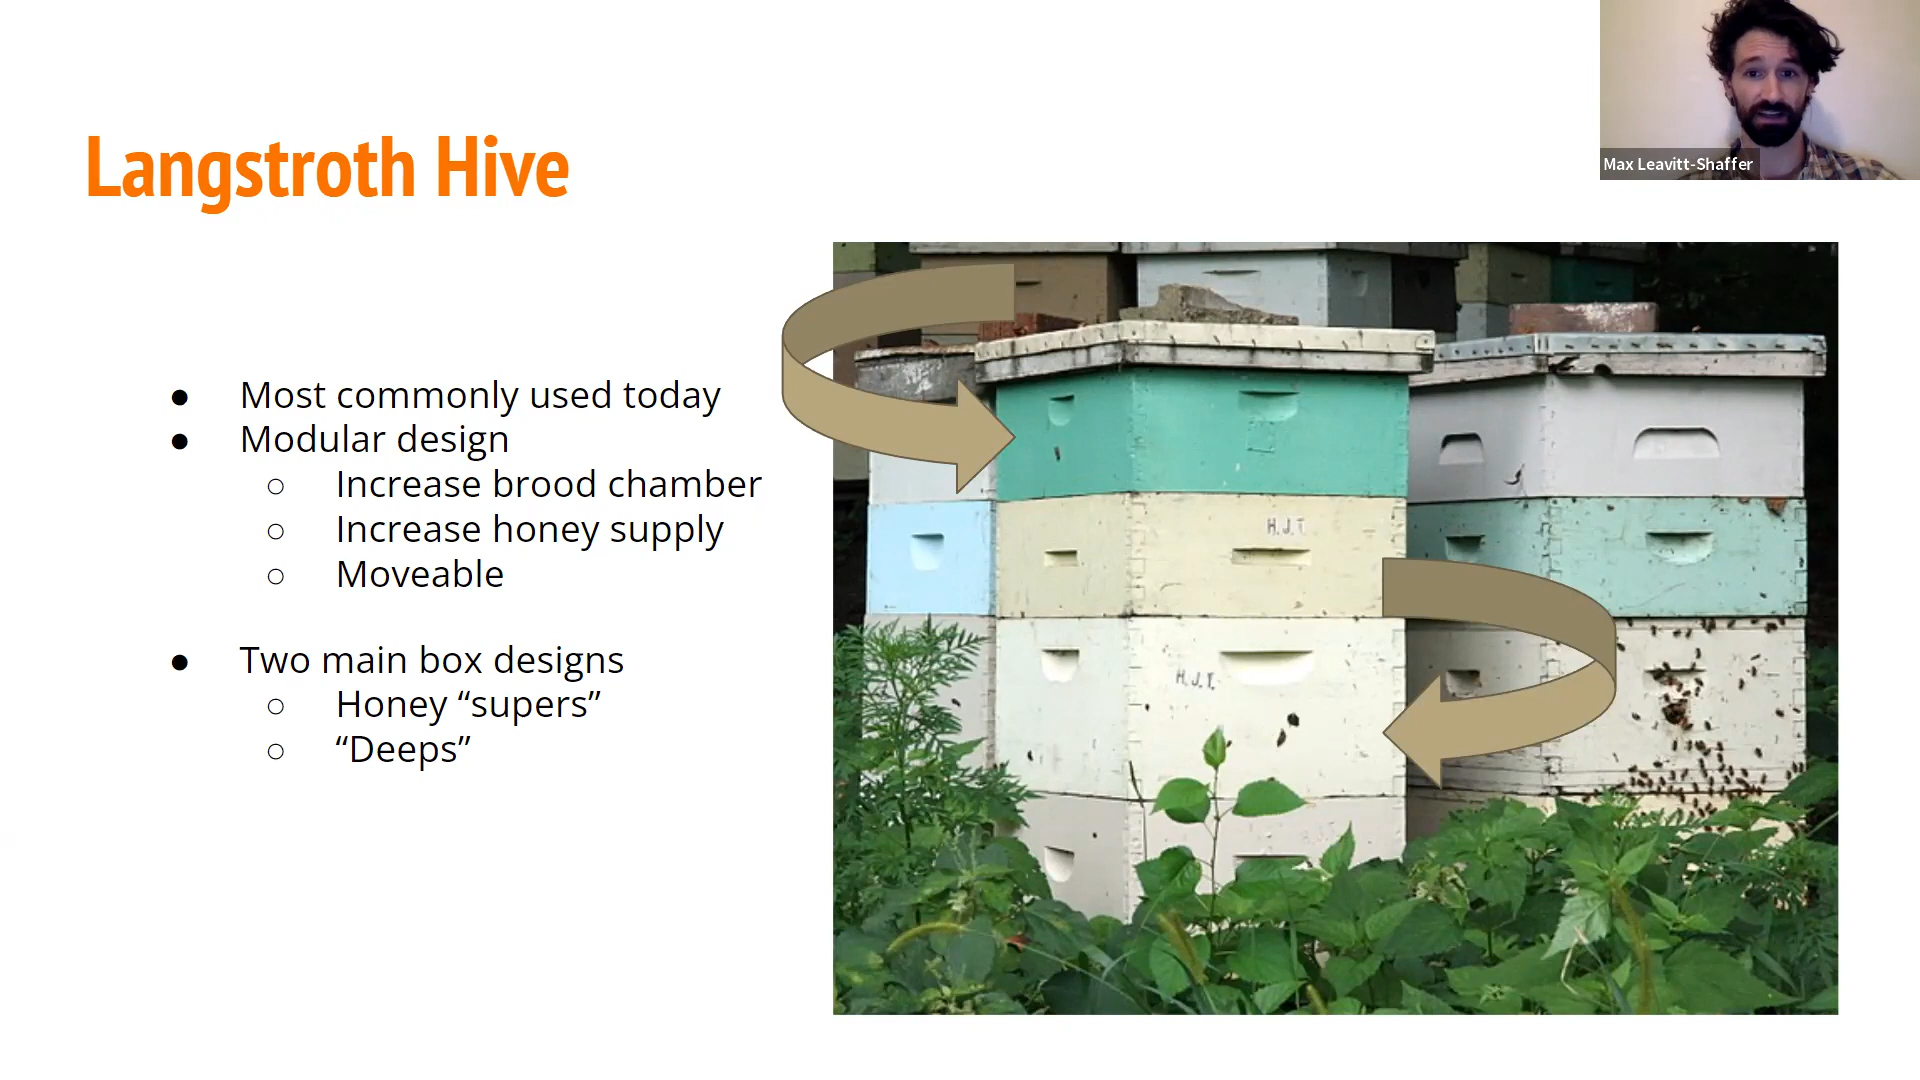 Max Leavitt-Shaffer
Langstroth Hive
● Most commonly used today
● Modular design
○ Increase brood chamber
○ Increase honey supply
○ Moveable
● Two main box designs
○ Honey “supers”
○ “Deeps”
H.J.T.
H.J.T.